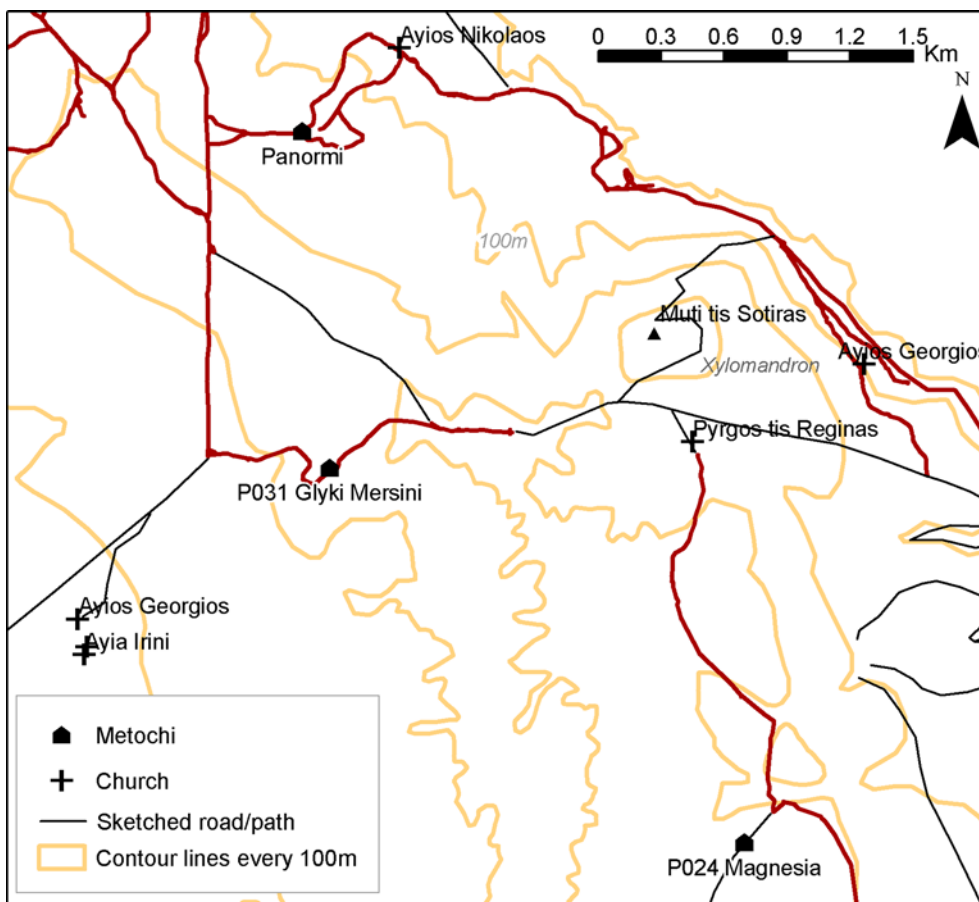 Ayios Nikolaos
0 0.3 0.6 0.9 1.2 1.5
Km
N
Panormi
100m
Muti tis Sotiras
Ayios Georgios
Xylomandron
Pyrgos tis Reginas
P031 Glyki Mersini
Ayios Georgios
Ayia Irini
Metochi
Church
Sketched road/path
Contour lines every 100m
P024 Magnesia